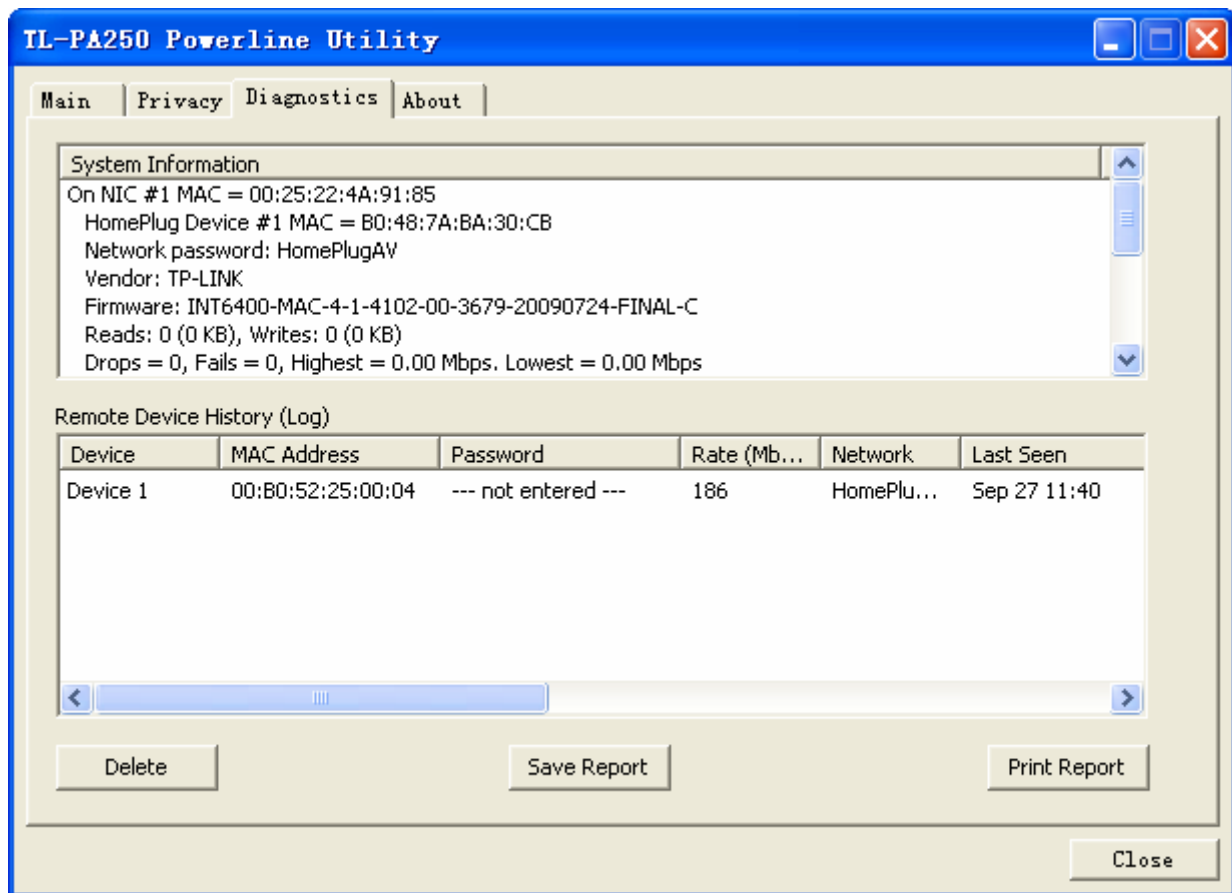 TL-PA250 Powerline Utility
Main Privacy Diagnostics About
System Information
On NIC #1 MAC = 00:25:22:4A:91:85
HomePlug Device #1 MAC = B0:48:7A:BA:30:CB
Network password: HomePlugAV
Vendor: TP-LINK
Firmware: INT6400-MAC-4-1-4102-00-3679-20090724-FINAL-C
Reads: 0 (0 KB), Writes: 0 (0 KB)
Drops = 0, Fails = 0, Highest = 0.00 Mbps. Lowest = 0.00 Mbps
Remote Device History (Log)
Device MAC Address Password Rate (Mb... Network Last Seen
Device 1 00:B0:52:25:00:04 --- not entered --- 186 HomePlu... Sep 27 11:40
Delete Save Report Print Report
Close